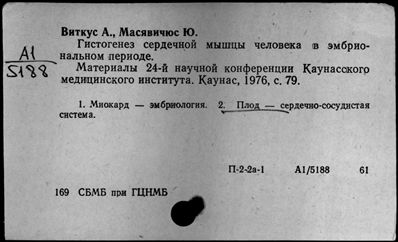 Виткус А., Масявичюс Ю.
Гистогенез сердечной мышцы человека в эмбрио-
нальном периоде.
А1
5188
Материалы 24-й научной конференции Каунасского
медицинского института. Каунас, 1976, с. 79.
1. Миокард — эмбриология. 2. Плод — сердечно-сосудистая
система.
П-2-2а-1 А1/5188 61
169 СБМБ при ГЦНМБ